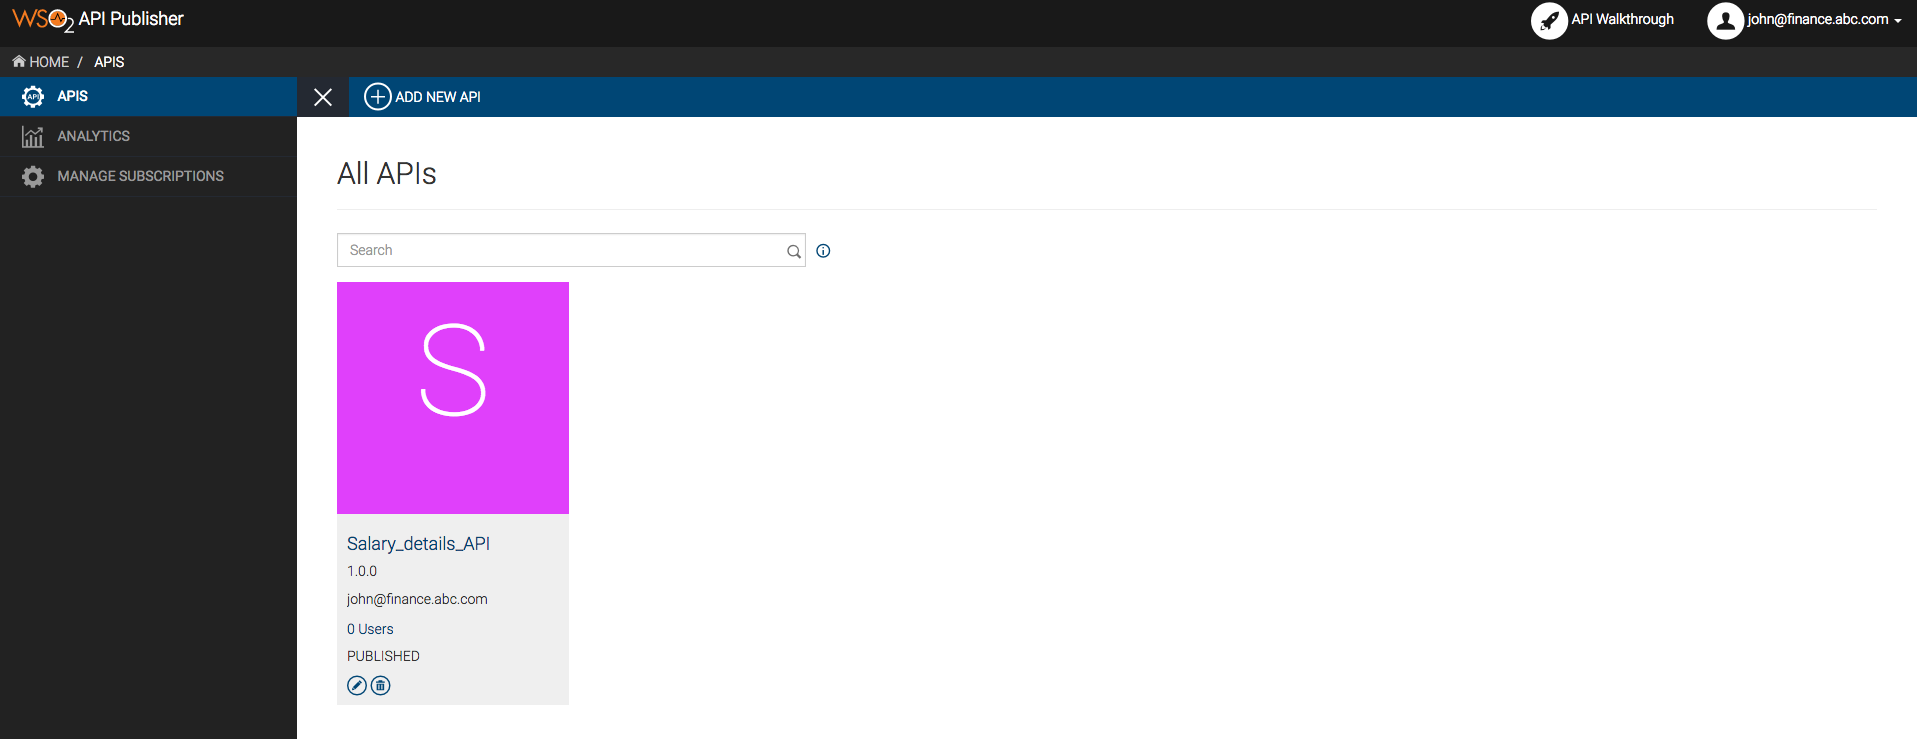 WSO2 API Publisher
API Walkthrough
john@finance.abc.com
HOME / APIS
API APIS
ADD NEW API
ANALYTICS
MANAGE SUBSCRIPTIONS
All APIs
Search
S
Salary_details_API
1.0.0
john@finance.abc.com
0 Users
PUBLISHED